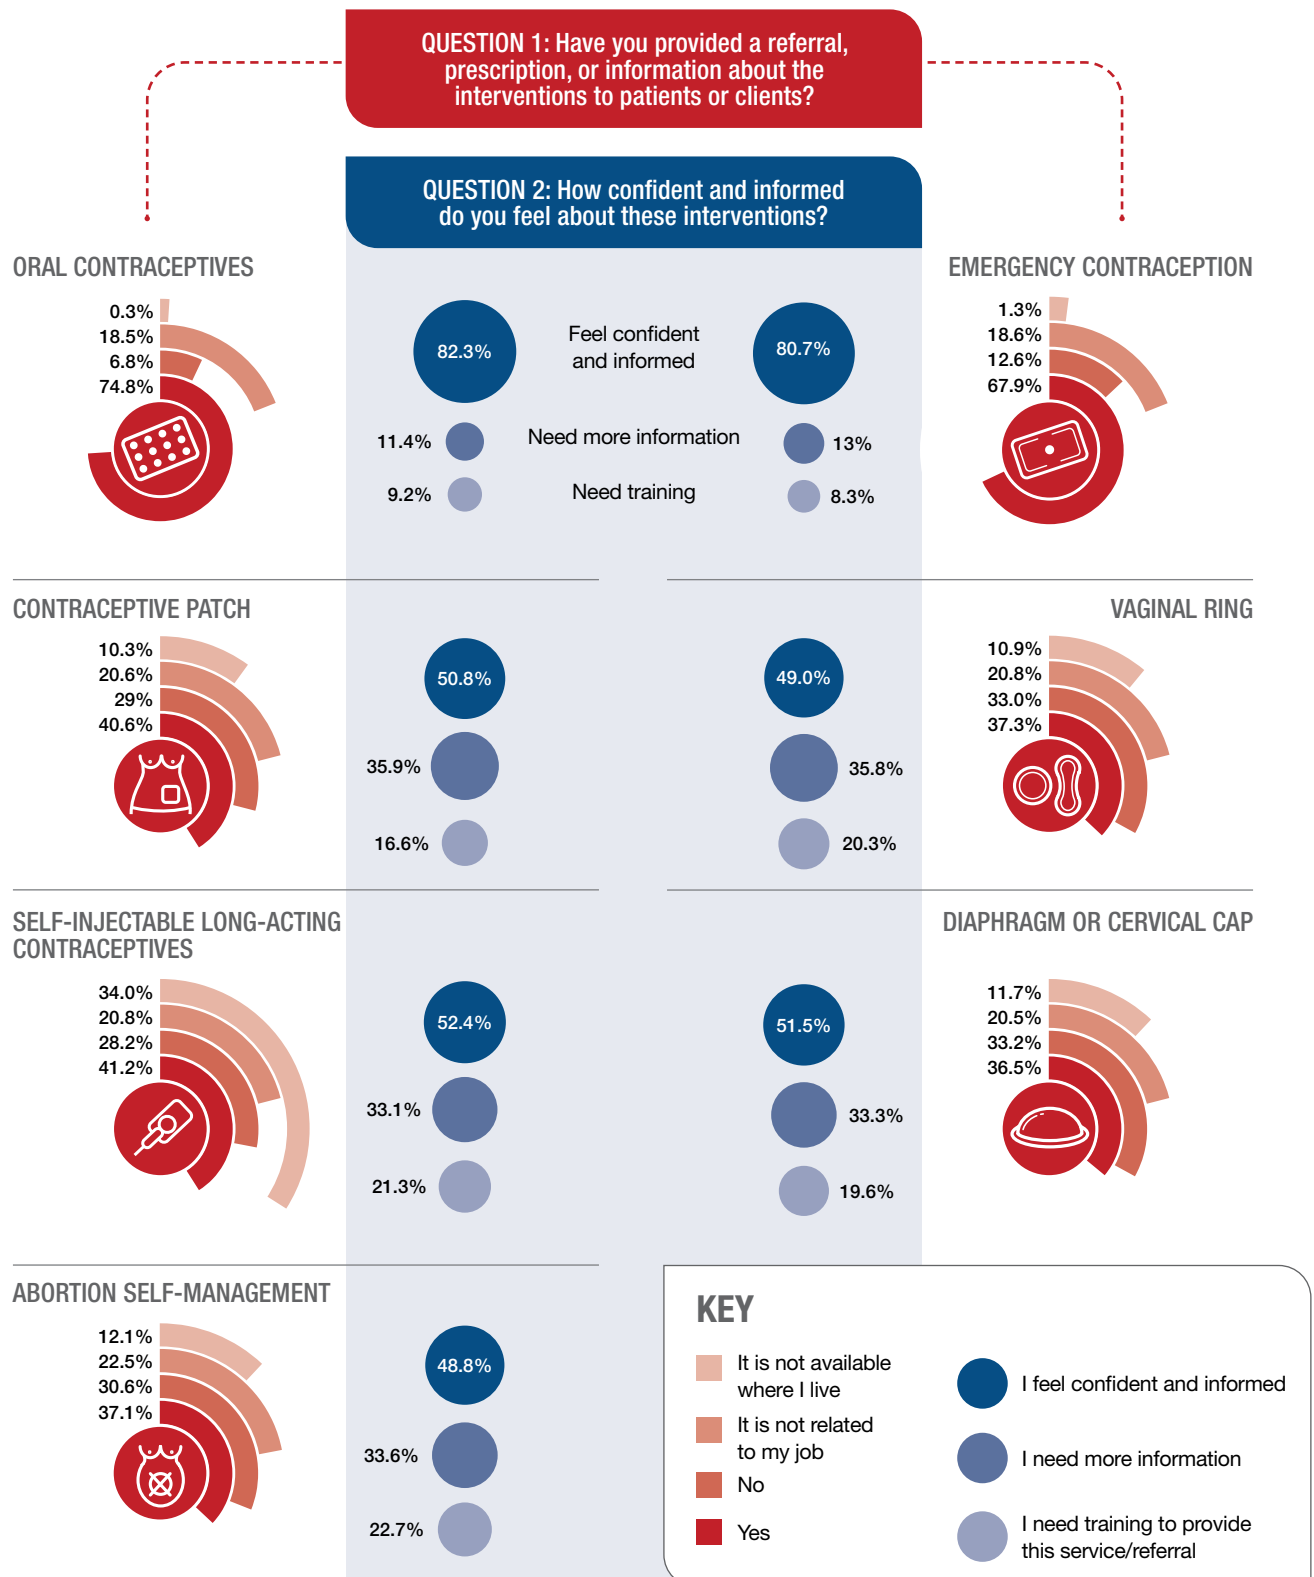 QUESTION 1: Have you provided a referral,
prescription, or information about the
interventions to patients or clients?
QUESTION 2: How confident and informed
do you feel about these interventions?
ORAL CONTRACEPTIVES
0.3%
18.5%
6.8%
74.8%
82.3%
11.4%
9.2%
Feel confident
and informed
Need more information
Need training
80.7%
13%
8.3%
EMERGENCY CONTRACEPTION
1.3%
18.6%
12.6%
67.9%
CONTRACEPTIVE PATCH
10.3%
20.6%
29%
40.6%
50.8%
35.9%
16.6%
VAGINAL RING
10.9%
20.8%
33.0%
37.3%
49.0%
35.8%
20.3%
SELF-INJECTABLE LONG-ACTING
CONTRACEPTIVES
34.0%
20.8%
28.2%
41.2%
52.4%
33.1%
21.3%
DIAPHRAGM OR CERVICAL CAP
11.7%
20.5%
33.2%
36.5%
51.5%
33.3%
19.6%
ABORTION SELF-MANAGEMENT
12.1%
22.5%
30.6%
37.1%
48.8%
33.6%
22.7%
KEY
It is not available
where I live
It is not related
to my job
No
Yes
I feel confident and informed
I need more information
I need training to provide
this service/referral